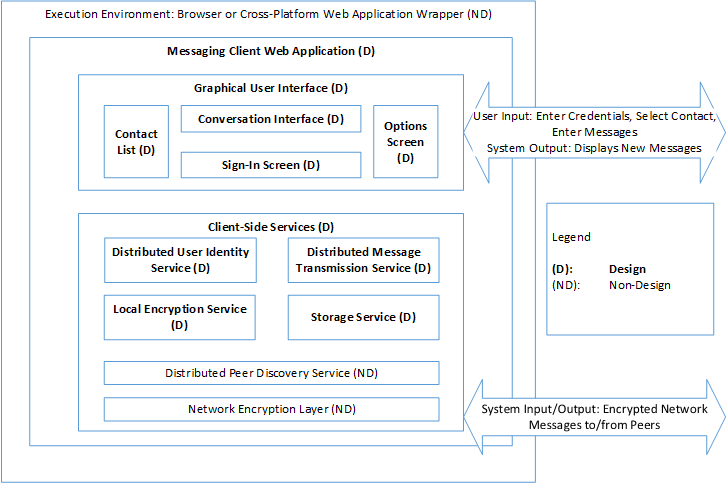 Execution Environment: Browser or Cross-Platform Web Application Wrapper (ND)
Messaging Client Web Application (D)
Graphical User Interface (D)
Contact
List (D)
Conversation Interface (D)
Sign-In Screen (D)
Options
Screen
(D)
User Input: Enter Credentials, Select Contact,
Enter Messages
System Output: Displays New Messages
Client-Side Services (D)
Distributed User Identity
Service (D)
Distributed Message
Transmission Service (D)
Local Encryption Service
(D)
Storage Service (D)
Distributed Peer Discovery Service (ND)
Network Encryption Layer (ND)
Legend
(D): Design
(ND): Non-Design
System Input/Output: Encrypted Network
Messages to/from Peers